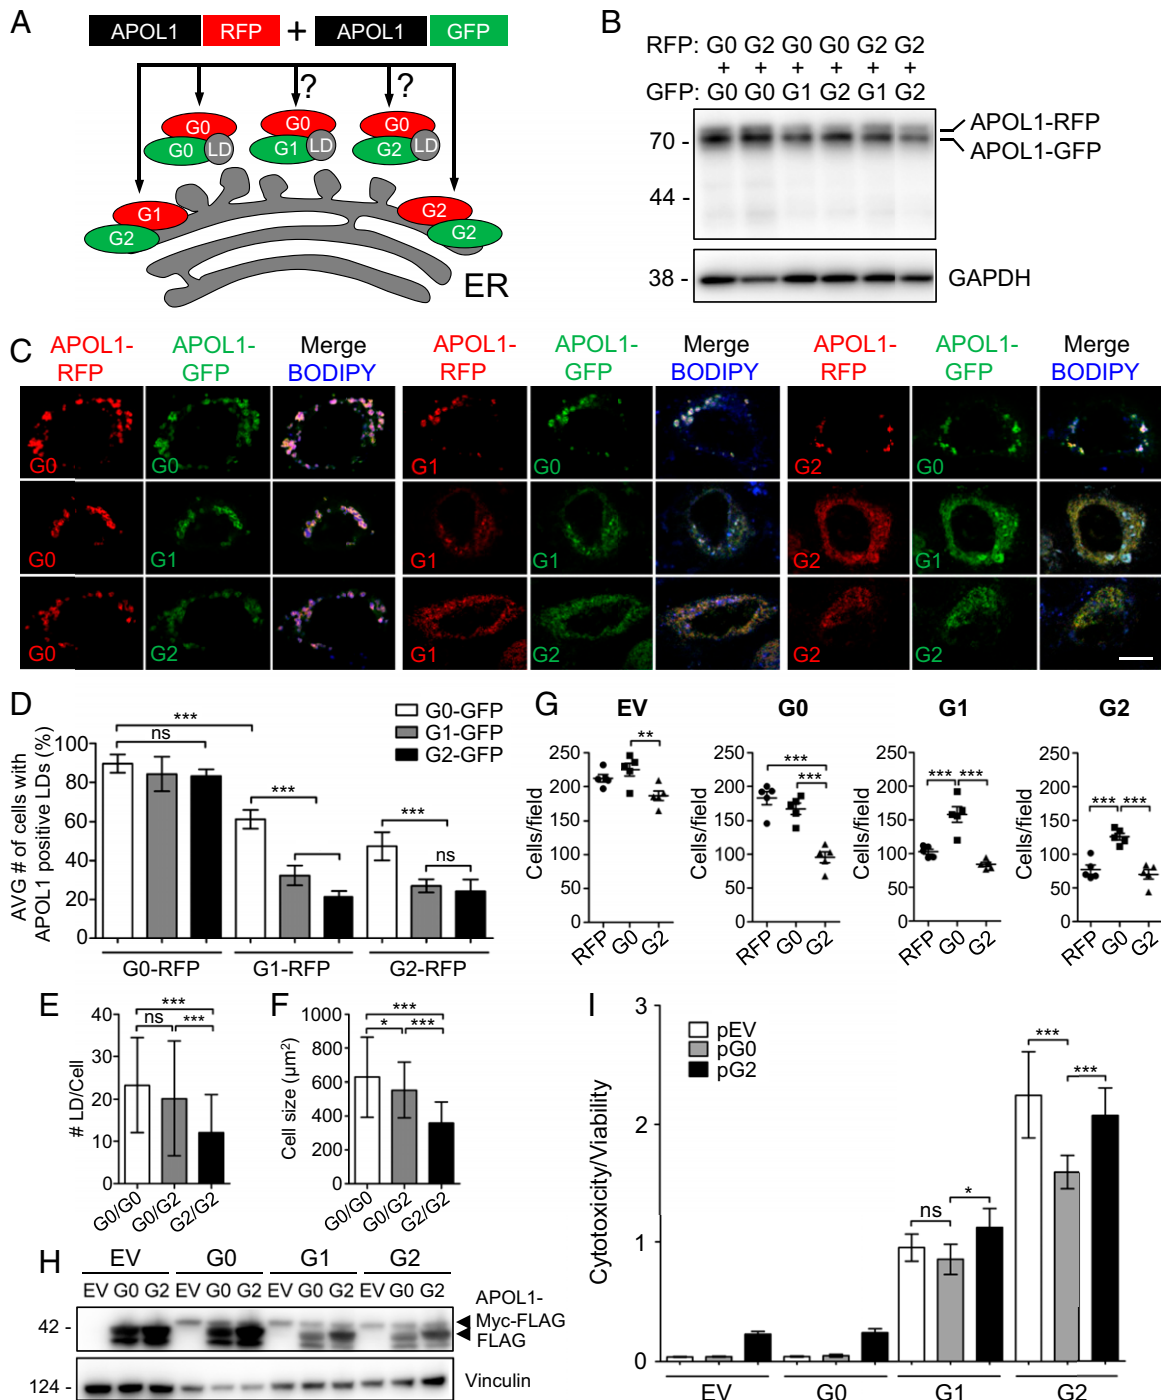 A
APOL1 RFP + APOL1 GFP
? ?
G0 G0 G0
G0 LD G1 LD G2 LD
G1 G2
G2 G2
ER
B
RFP: G0 G2 G0 G0 G2 G2
+ + + + + +
GFP: G0 G0 G1 G2 G1 G2
70 - APOL1-RFP
APOL1-GFP
44 -
38 - GAPDH
C
APOL1- APOL1- Merge APOL1- APOL1- Merge APOL1- APOL1- Merge
RFP GFP BODIPY RFP GFP BODIPY RFP GFP BODIPY
G0 G0 G1 G0 G2 G0
G0 G1 G1 G1 G2 G1
G0 G2 G1 G2 G2 G2
D
AVG # of cells with
APOL1 positive LDs (%)
100
80
60
40
20
0
*** ns *** *** ns
G0-GFP
G1-GFP
G2-GFP
G0-RFP G1-RFP G2-RFP
G
EV G0 G1 G2
Cells/field Cells/field Cells/field Cells/field
250 250 250 250
200 200 200 200
150 150 150 150
100 100 100 100
50 50 50 50
0 0 0 0
** *** *** *** *** *** ***
RFP G0 G2 RFP G0 G2 RFP G0 G2 RFP G0 G2
E
# LD/Cell
40
30
20
10
0
*** ns ***
G0/G0 G0/G2 G2/G2
F
Cell size (µm²)
1000
800
600
400
200
0
*** * ***
G0/G0 G0/G2 G2/G2
H
EV G0 G1 G2
EV G0 G2 EV G0 G2 EV G0 G2 EV G0 G2
APOL1-
42 - Myc-FLAG
FLAG
124 - Vinculin
I
Cytotoxicity/Viability
3
2
1
0
pEV
pG0
pG2
ns * *** ***
EV G0 G1 G2